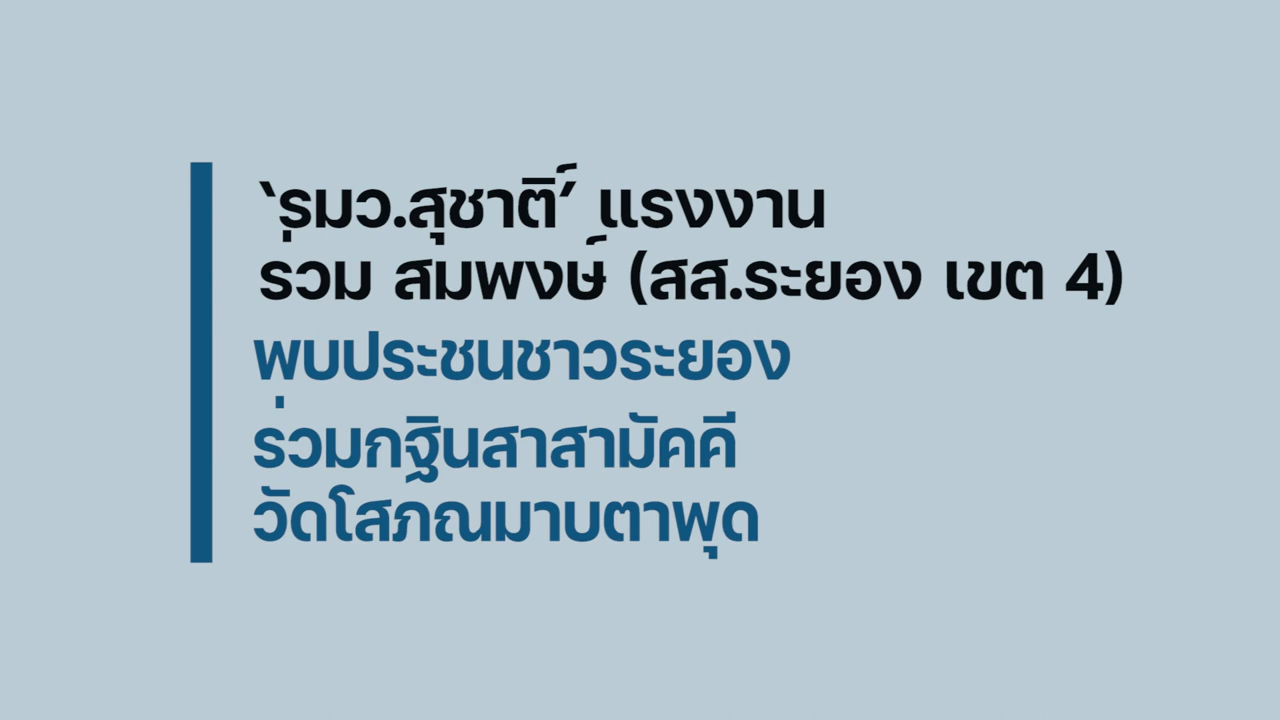 ‘รมว.สุชาติ์’ แรงงาน
ร่วม สมพงษ์ (สส.ระยอง เขต 4)
พบประชนชาวระยอง
ร่วมกฐินสาสามัคคี
วัดโสภณมาบตาพุด